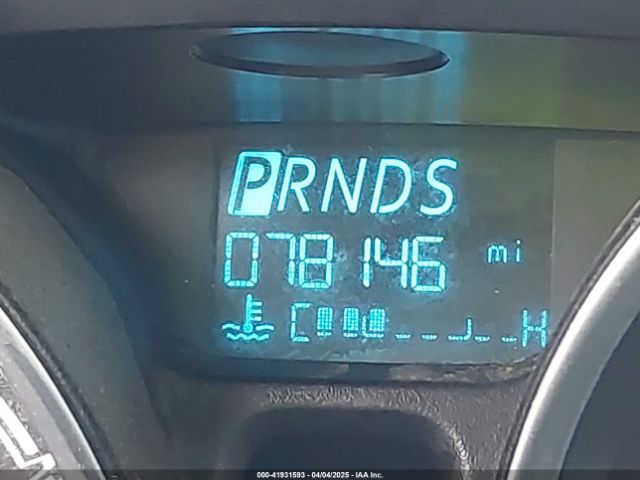 PRNDS
078146 mi
C H
000-41931593 - 04/04/2025 - IAA Inc.